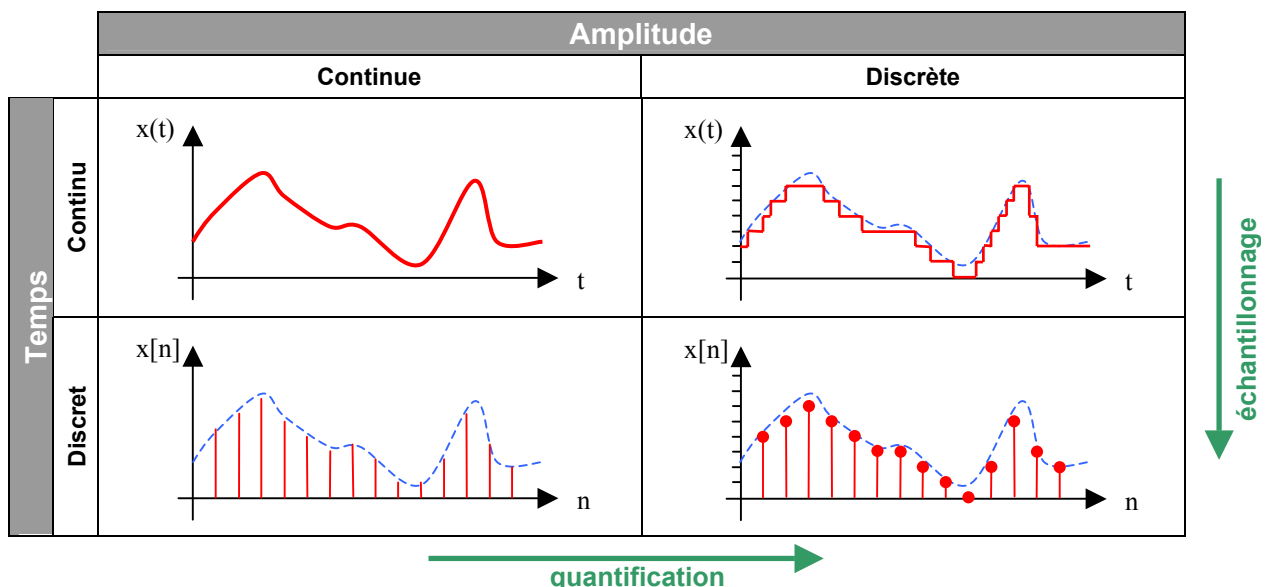 Amplitude
Continue
Discrète
Temps
Continu
x(t)
t
x(t)
t
échantillonnage
Discret
x[n]
n
x[n]
n
quantification